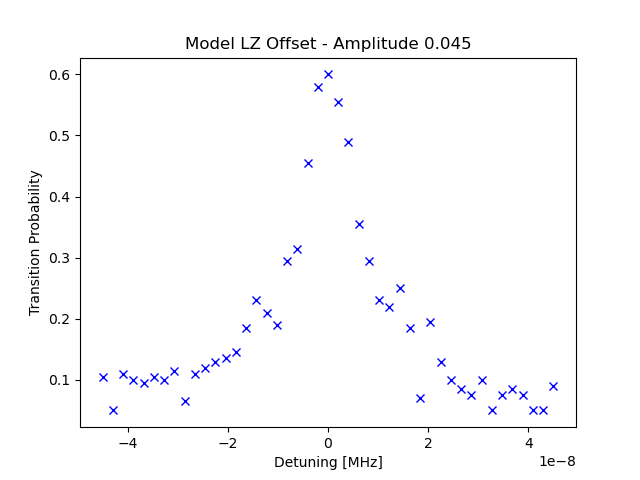 Model LZ Offset - Amplitude 0.045
Transition Probability
0.6
0.5
0.4
0.3
0.2
0.1
−4
−2
0
2
4
1e−8
Detuning [MHz]